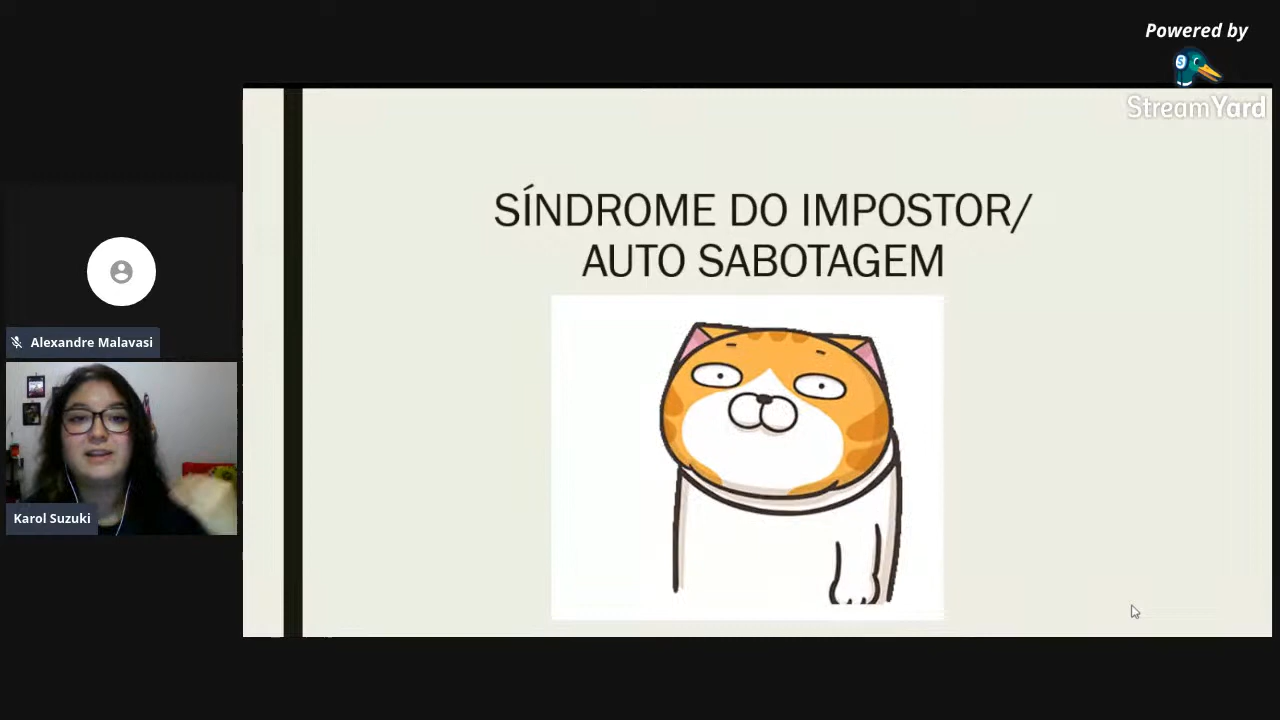 Powered by
StreamYard
SÍNDROME DO IMPOSTOR/
AUTO SABOTAGEM
Alexandre Malavasi
Karol Suzuki